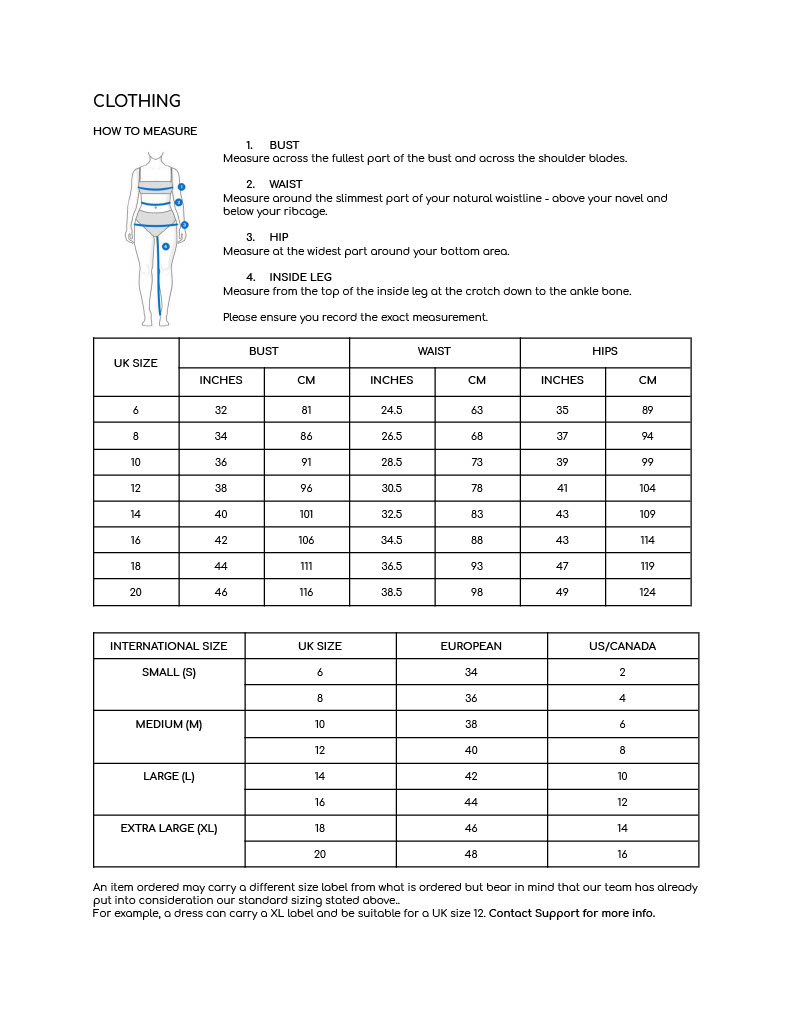 CLOTHING
HOW TO MEASURE
1. BUST
Measure across the fullest part of the bust and across the shoulder blades.
2. WAIST
Measure around the slimmest part of your natural waistline - above your navel and
below your ribcage.
3. HIP
Measure at the widest part around your bottom area.
4. INSIDE LEG
Measure from the top of the inside leg at the crotch down to the ankle bone.
Please ensure you record the exact measurement.
1
2
3
4
UK SIZE BUST WAIST HIPS
INCHES CM INCHES CM INCHES CM
6 32 81 24.5 63 35 89
8 34 86 26.5 68 37 94
10 36 91 28.5 73 39 99
12 38 96 30.5 78 41 104
14 40 101 32.5 83 43 109
16 42 106 34.5 88 43 114
18 44 111 36.5 93 47 119
20 46 116 38.5 98 49 124
INTERNATIONAL SIZE UK SIZE EUROPEAN US/CANADA
SMALL (S) 6 34 2
8 36 4
MEDIUM (M) 10 38 6
12 40 8
LARGE (L) 14 42 10
16 44 12
EXTRA LARGE (XL) 18 46 14
20 48 16
An item ordered may carry a different size label from what is ordered but bear in mind that our team has already
put into consideration our standard sizing stated above..
For example, a dress can carry a XL label and be suitable for a UK size 12. Contact Support for more info.